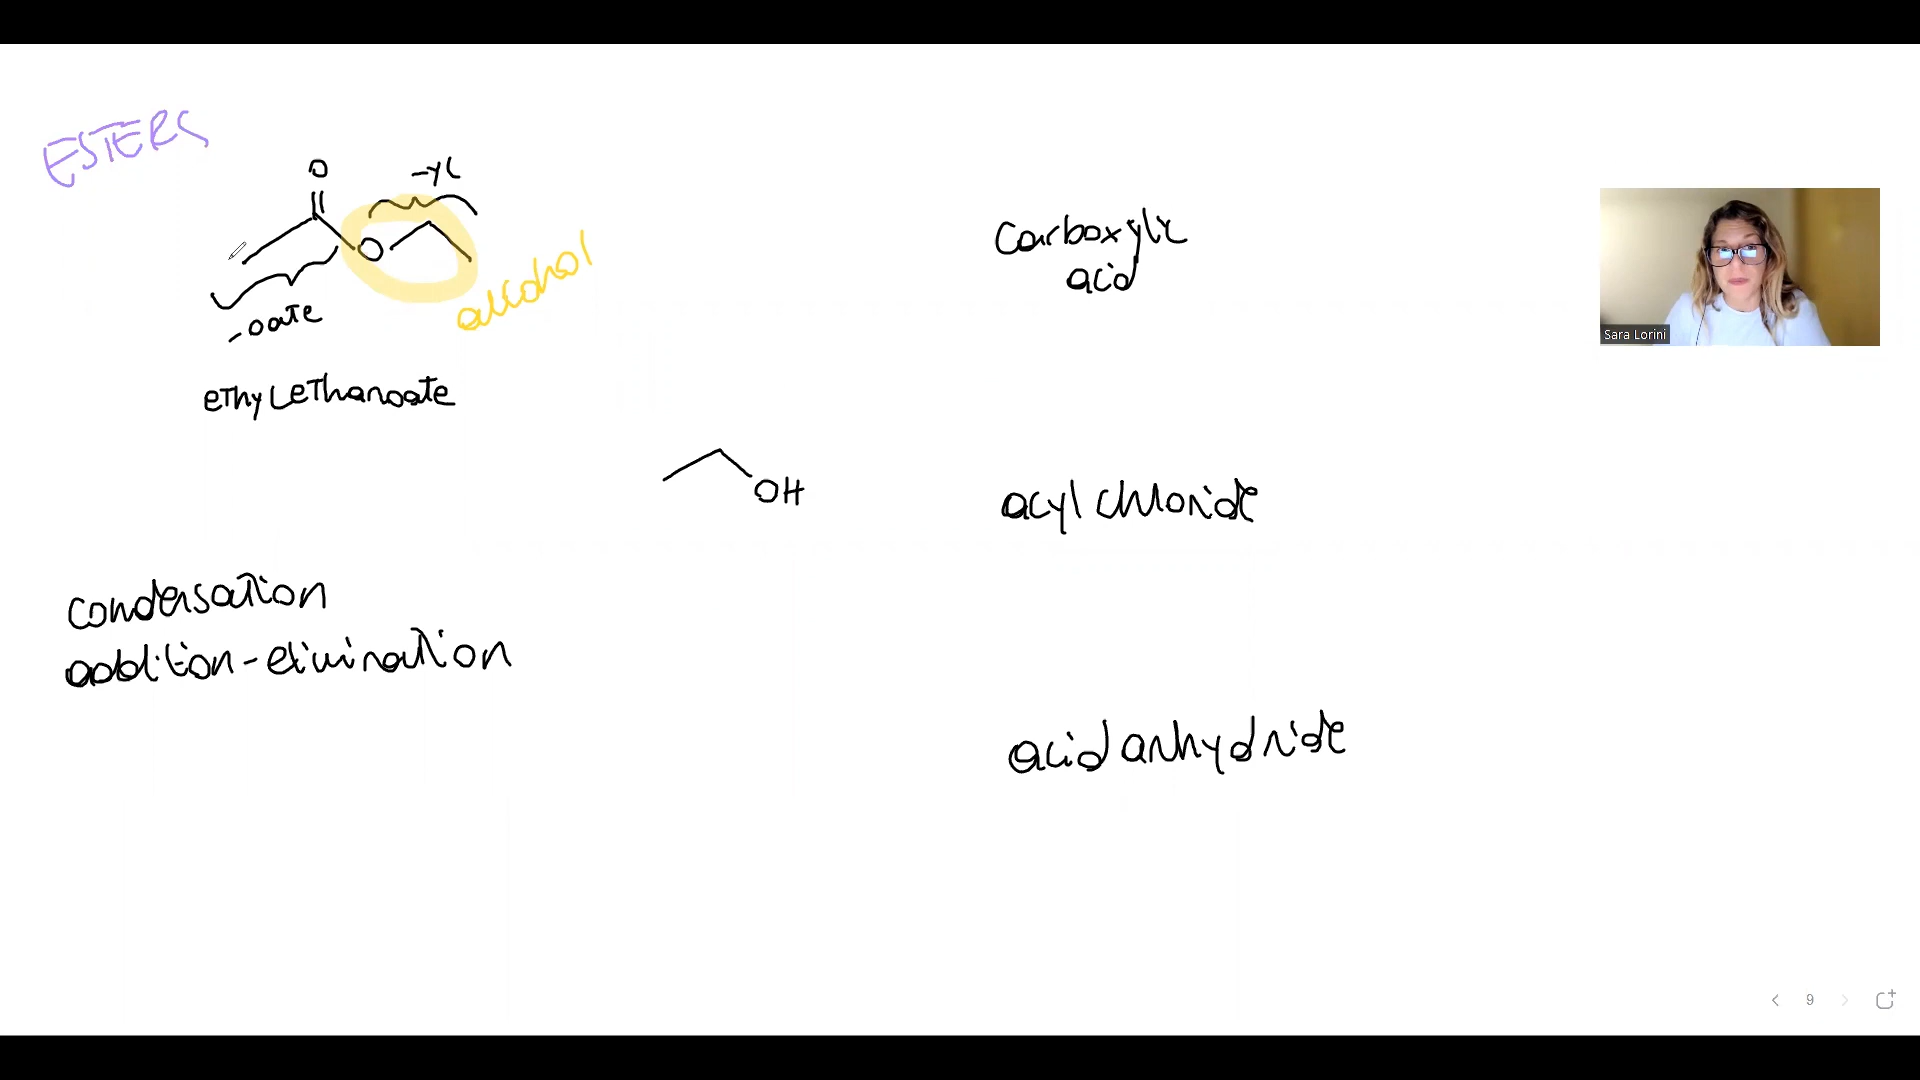 ESTERS
O
-yl
O
alcohol
-oate
ethyl ethanoate
Carboxylic
acid
Sara Lorini
OH
acyl chloride
condensation
addition-elimination
acid anhydride
9